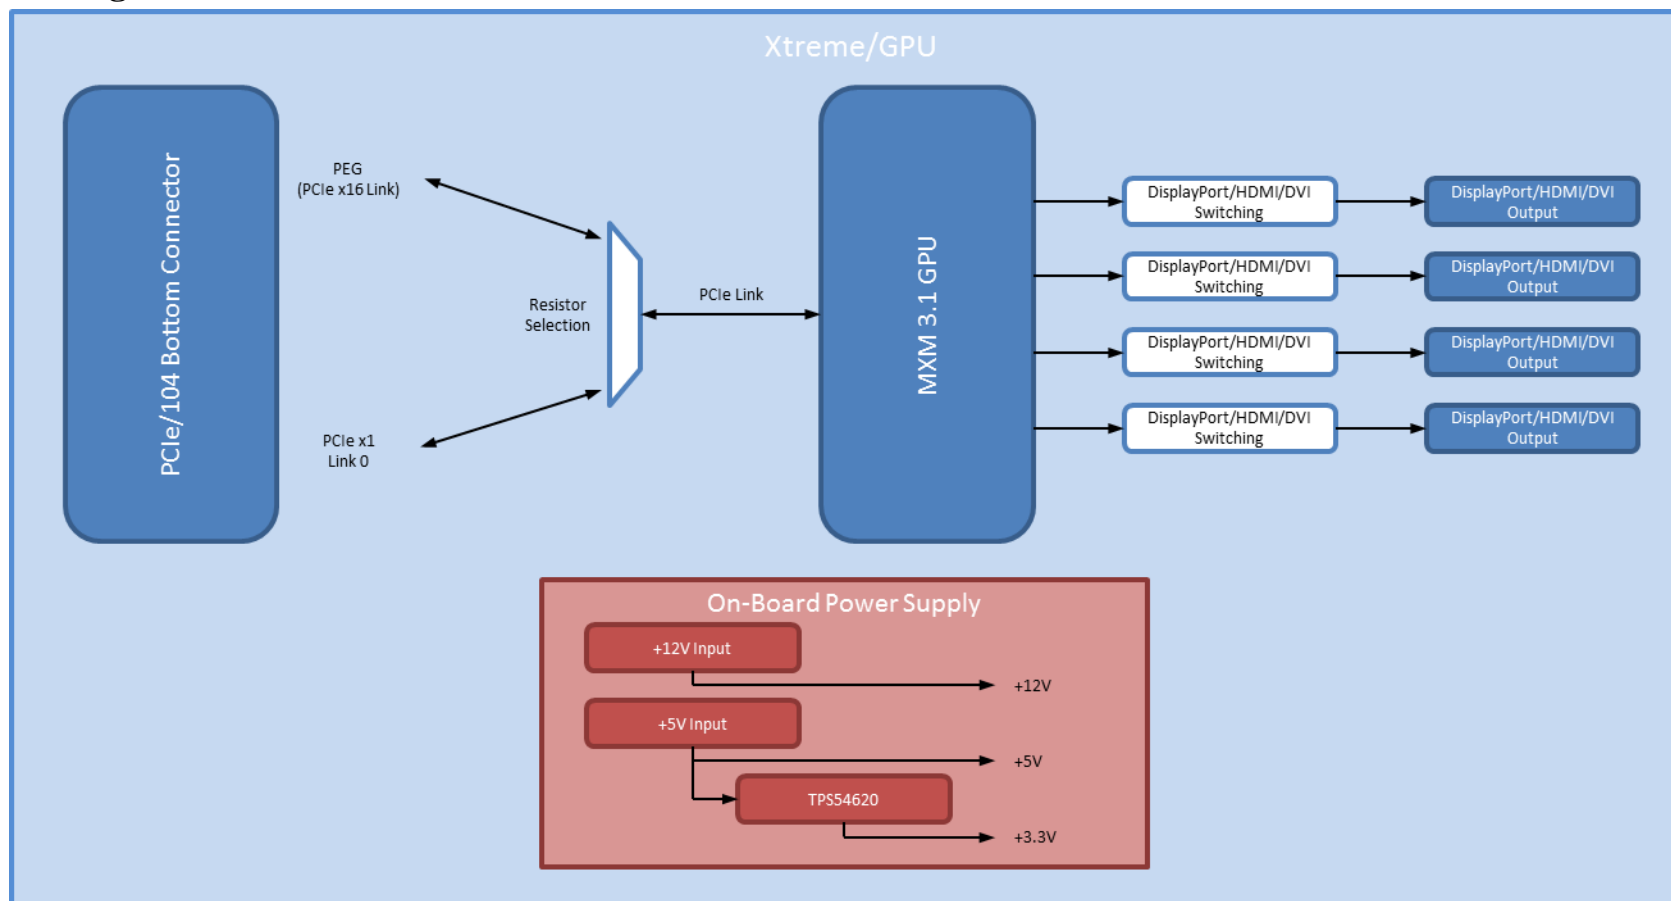 Xtreme/GPU
PCIe/104 Bottom Connector
PEG
(PCIe x16 Link)
Resistor
Selection
PCIe x1
Link 0
PCIe Link
MXM 3.1 GPU
DisplayPort/HDMI/DVI
Switching
DisplayPort/HDMI/DVI
Output
DisplayPort/HDMI/DVI
Switching
DisplayPort/HDMI/DVI
Output
DisplayPort/HDMI/DVI
Switching
DisplayPort/HDMI/DVI
Output
DisplayPort/HDMI/DVI
Switching
DisplayPort/HDMI/DVI
Output
On-Board Power Supply
+12V Input
+12V
+5V Input
+5V
TPS54620
+3.3V